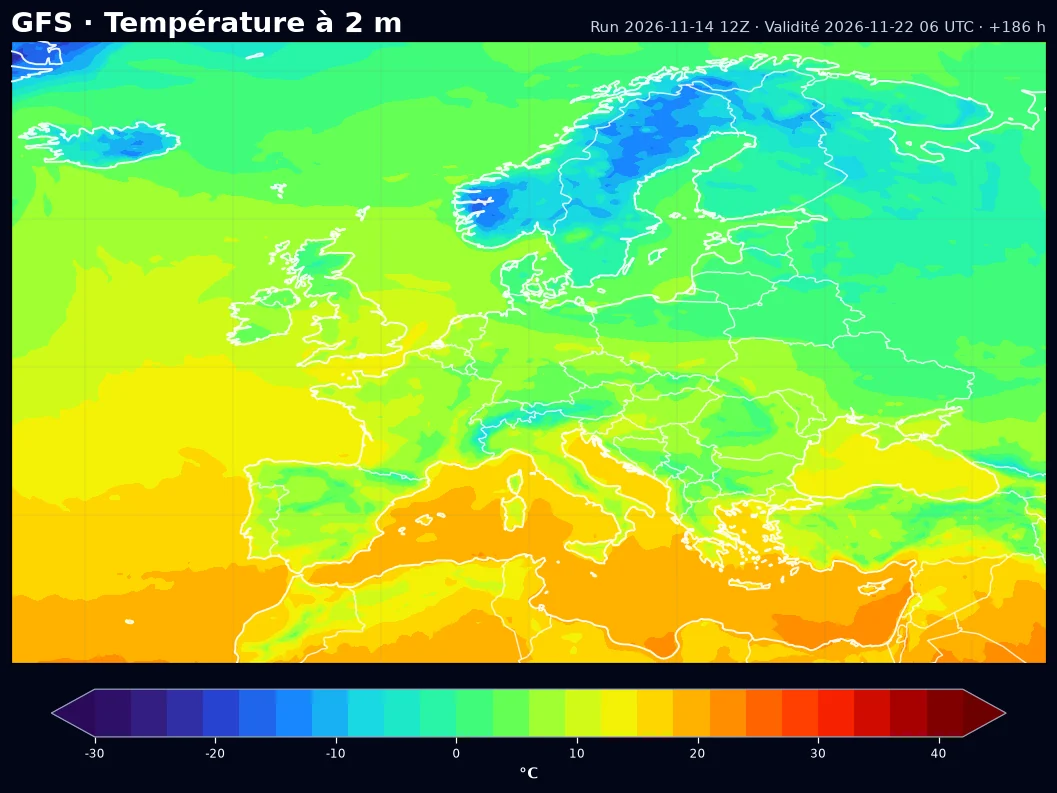 GFS · Température à 2 m
Run 2026-11-14 12Z · Validité 2026-11-22 06 UTC · +186 h
-30 -20 -10 0 10 20 30 40
°C